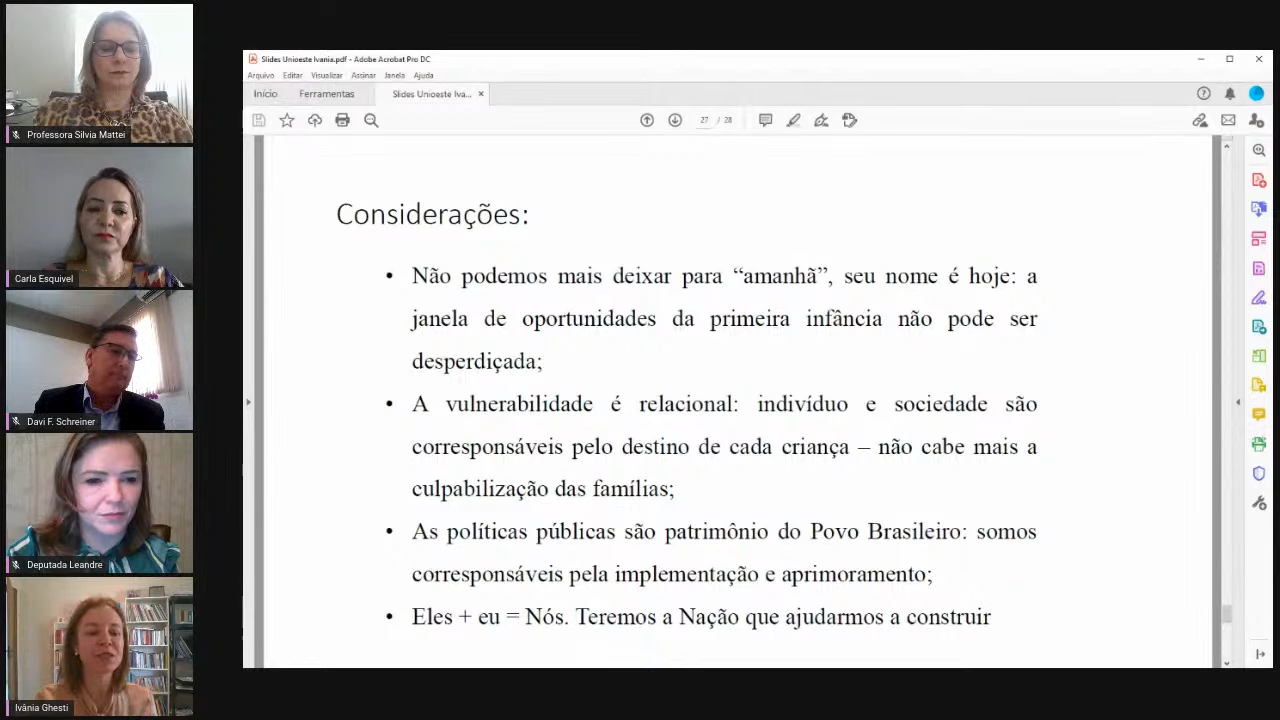 Professora Silvia Mattei
Carla Esquivel
Davi F. Schreiner
Deputada Leandre
Ivânia Ghesti
Slides Unioeste Ivania.pdf - Adobe Acrobat Pro DC
Arquivo Editar Visualizar Assinar Janela Ajuda
Início Ferramentas Slides Unioeste Iva... ×
27 / 28
Considerações:
• Não podemos mais deixar para “amanhã”, seu nome é hoje: a
janela de oportunidades da primeira infância não pode ser
desperdiçada;
• A vulnerabilidade é relacional: indivíduo e sociedade são
corresponsáveis pelo destino de cada criança – não cabe mais a
culpabilização das famílias;
• As políticas públicas são patrimônio do Povo Brasileiro: somos
corresponsáveis pela implementação e aprimoramento;
• Eles + eu = Nós. Teremos a Nação que ajudarmos a construir